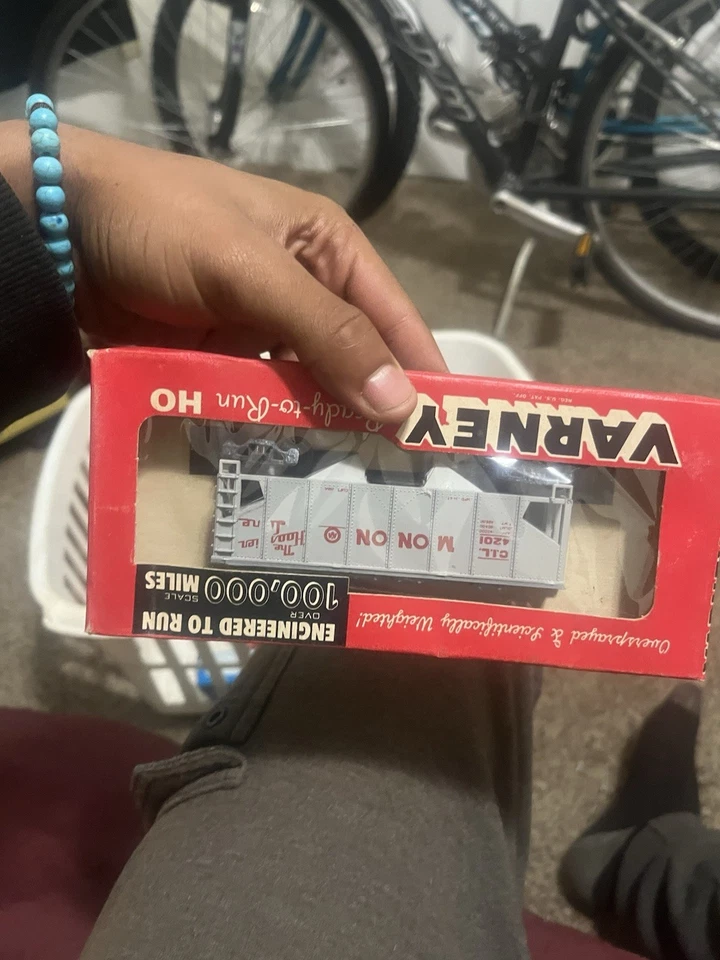 VARNEY
Ready-to-Run HO
C.I.L.
4201
MONON
The
Hoosier
Line
Oversprayed & Scientifically Weighted!
ENGINEERED TO RUN
OVER
100,000 SCALE
MILES